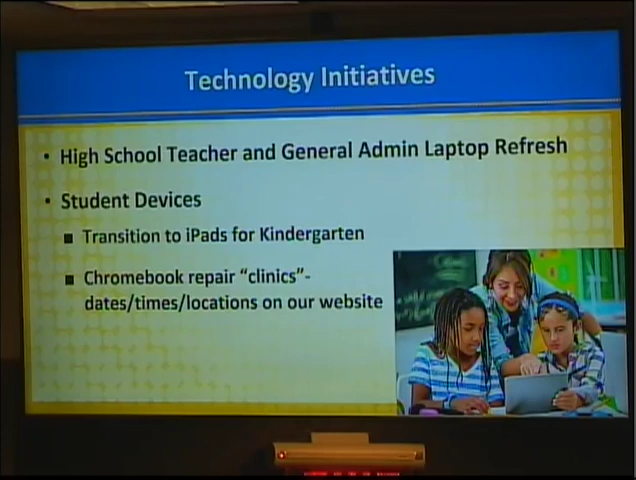 Technology Initiatives
• High School Teacher and General Admin Laptop Refresh
• Student Devices
■ Transition to iPads for Kindergarten
■ Chromebook repair “clinics”-
dates/times/locations on our website